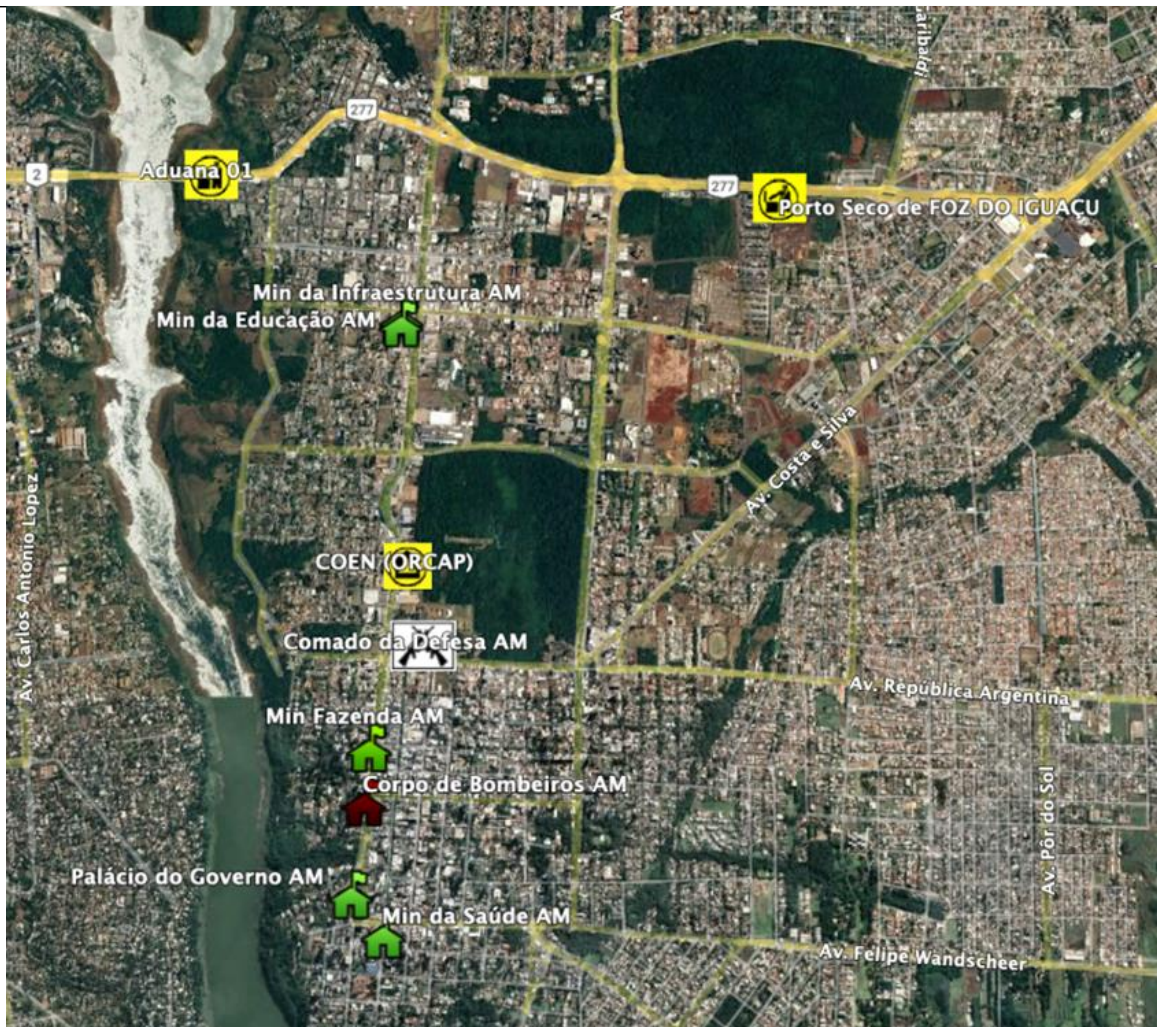 Av
Garibaldi
277
2
Aduana 01
277
Porto Seco de FOZ DO IGUAÇU
Min da Infraestrutura AM
Min da Educação AM
Av. Costa e Silva
Av. Carlos Antonio Lopez
COEN (ORCAP)
Comado da Defesa AM
Av. República Argentina
Min Fazenda AM
Corpo de Bombeiros AM
Av. Pôr do Sol
Palácio do Governo AM
Min da Saúde AM
Av. Felipe Wandscheer